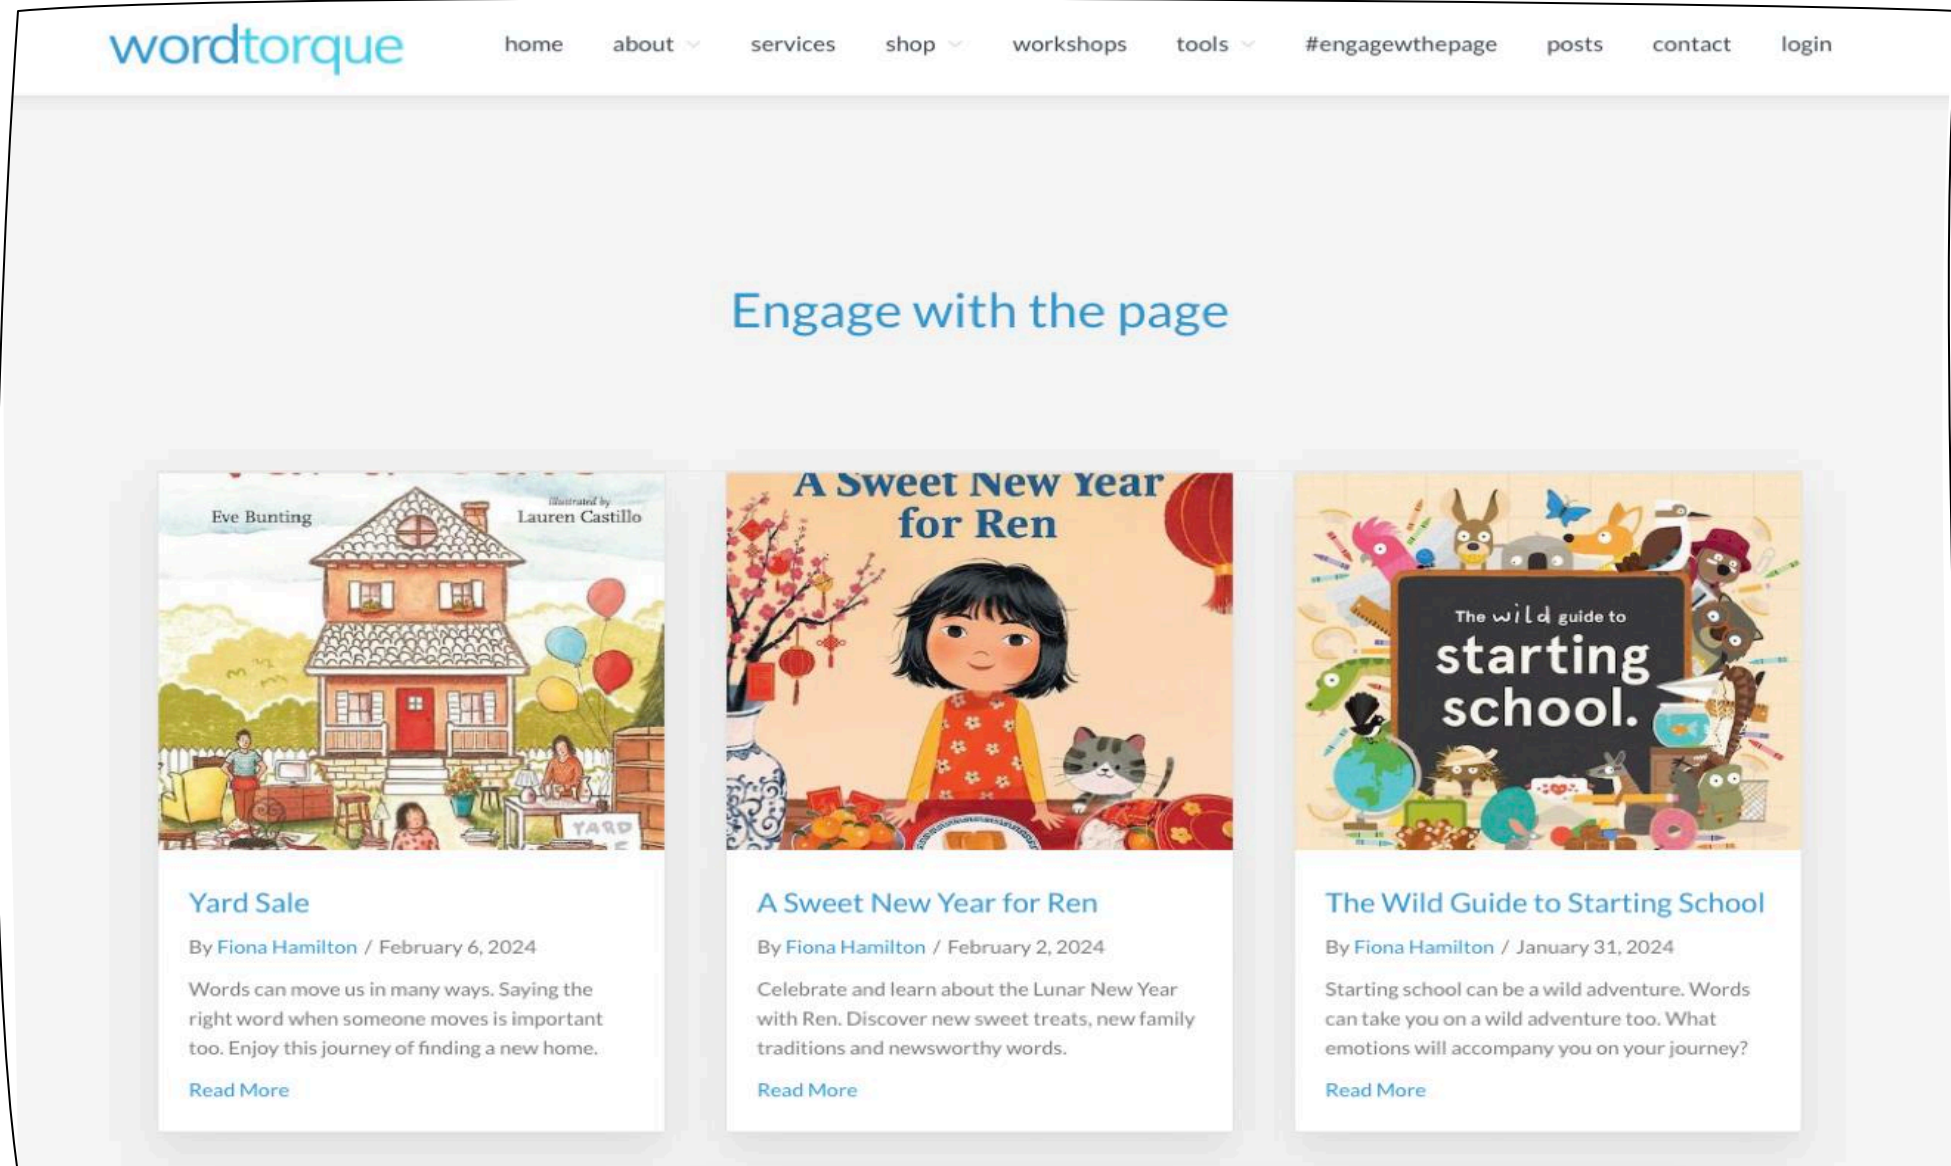 wordtorque
home about services shop workshops tools #engagewthepage posts contact login
Engage with the page
Eve Bunting
Illustrated by
Lauren Castillo
YARD
A Sweet New Year
for Ren
The wild guide to
starting
school.
Yard Sale
By Fiona Hamilton / February 6, 2024
Words can move us in many ways. Saying the
right word when someone moves is important
too. Enjoy this journey of finding a new home.
Read More
A Sweet New Year for Ren
By Fiona Hamilton / February 2, 2024
Celebrate and learn about the Lunar New Year
with Ren. Discover new sweet treats, new family
traditions and newsworthy words.
Read More
The Wild Guide to Starting School
By Fiona Hamilton / January 31, 2024
Starting school can be a wild adventure. Words
can take you on a wild adventure too. What
emotions will accompany you on your journey?
Read More